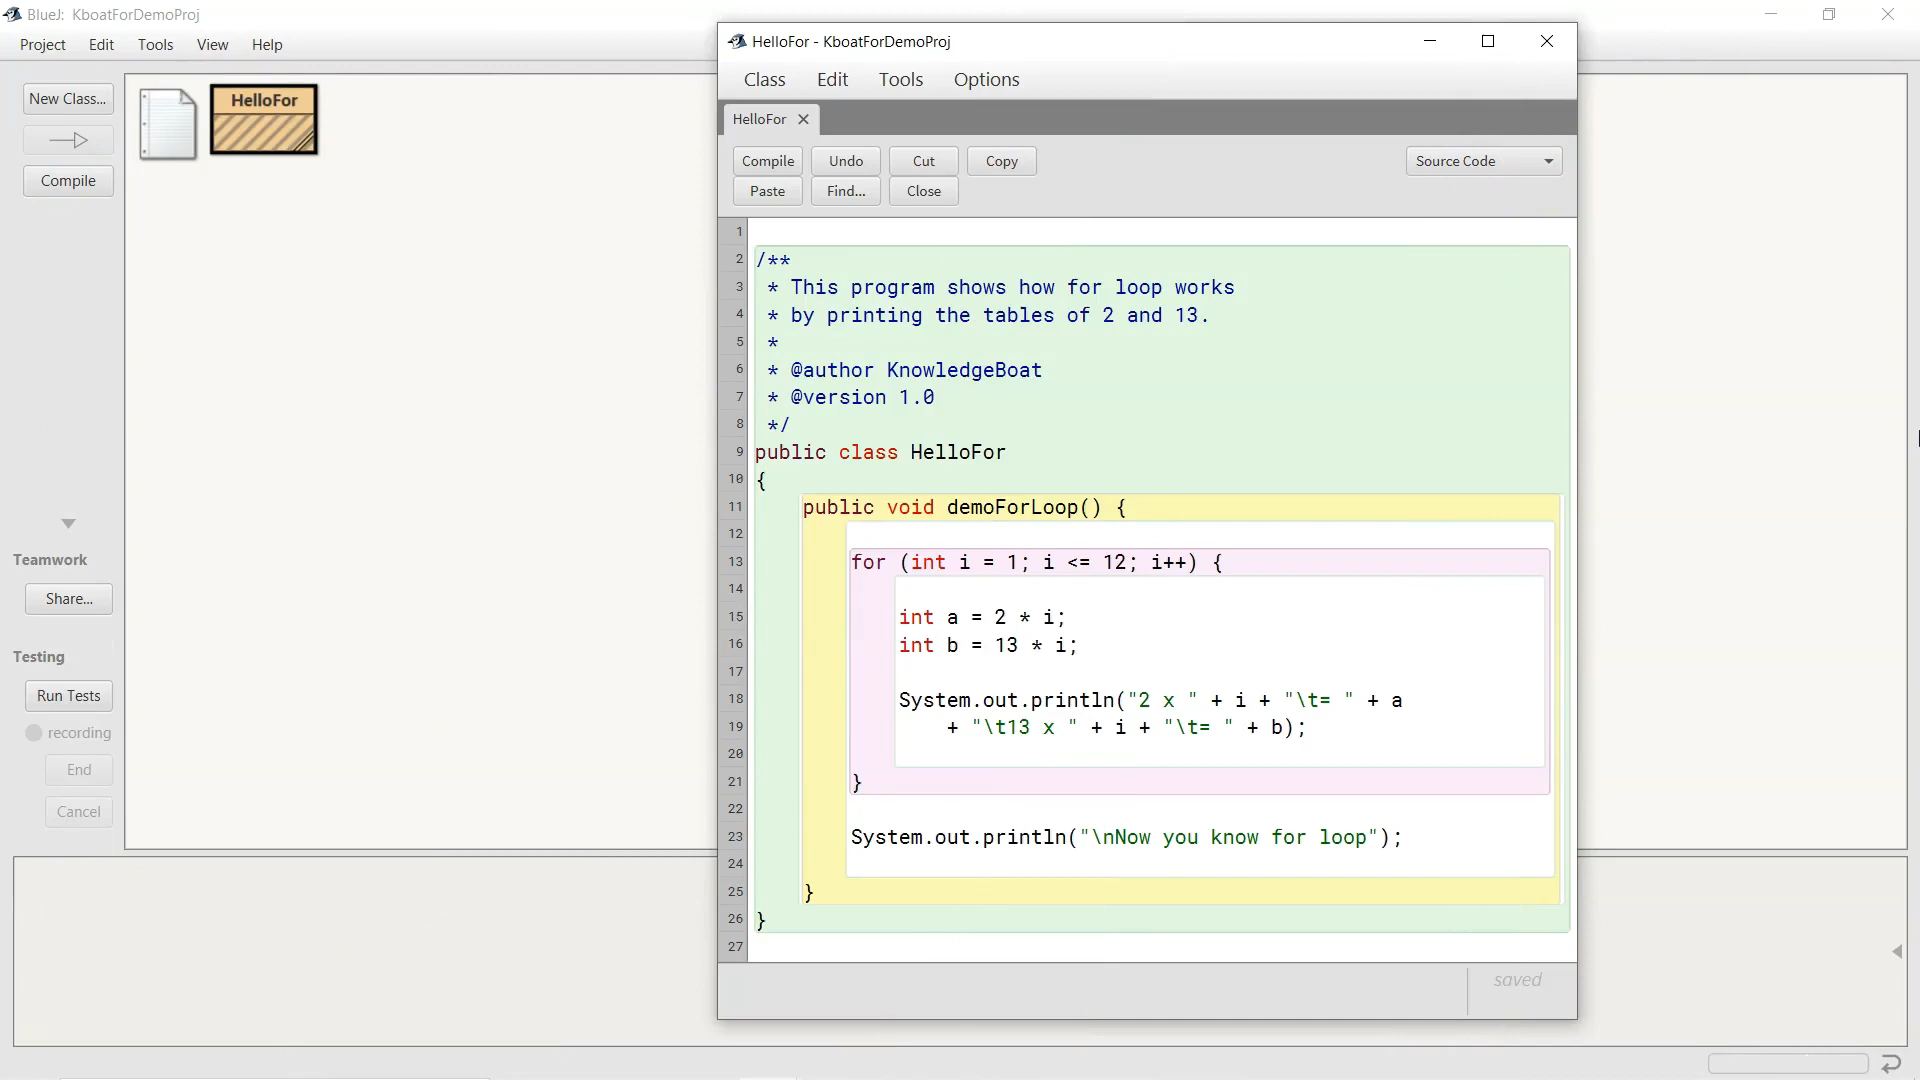 BlueJ: KboatForDemoProj
Project Edit Tools View Help
New Class...
Compile
HelloFor
Teamwork
Share...
Testing
Run Tests
recording
End
Cancel
HelloFor - KboatForDemoProj
Class Edit Tools Options
HelloFor
Compile Undo Cut Copy
Source Code
Paste Find... Close
1
2 /**
3 * This program shows how for loop works
4 * by printing the tables of 2 and 13.
5 *
6 * @author KnowledgeBoat
7 * @version 1.0
8 */
9 public class HelloFor
10 {
11 public void demoForLoop() {
12
13 for (int i = 1; i <= 12; i++) {
14
15 int a = 2 * i;
16 int b = 13 * i;
17
18 System.out.println("2 x " + i + "\t= " + a
19 + "\t13 x " + i + "\t= " + b);
20
21 }
22
23 System.out.println("\nNow you know for loop");
24
25 }
26 }
27
saved